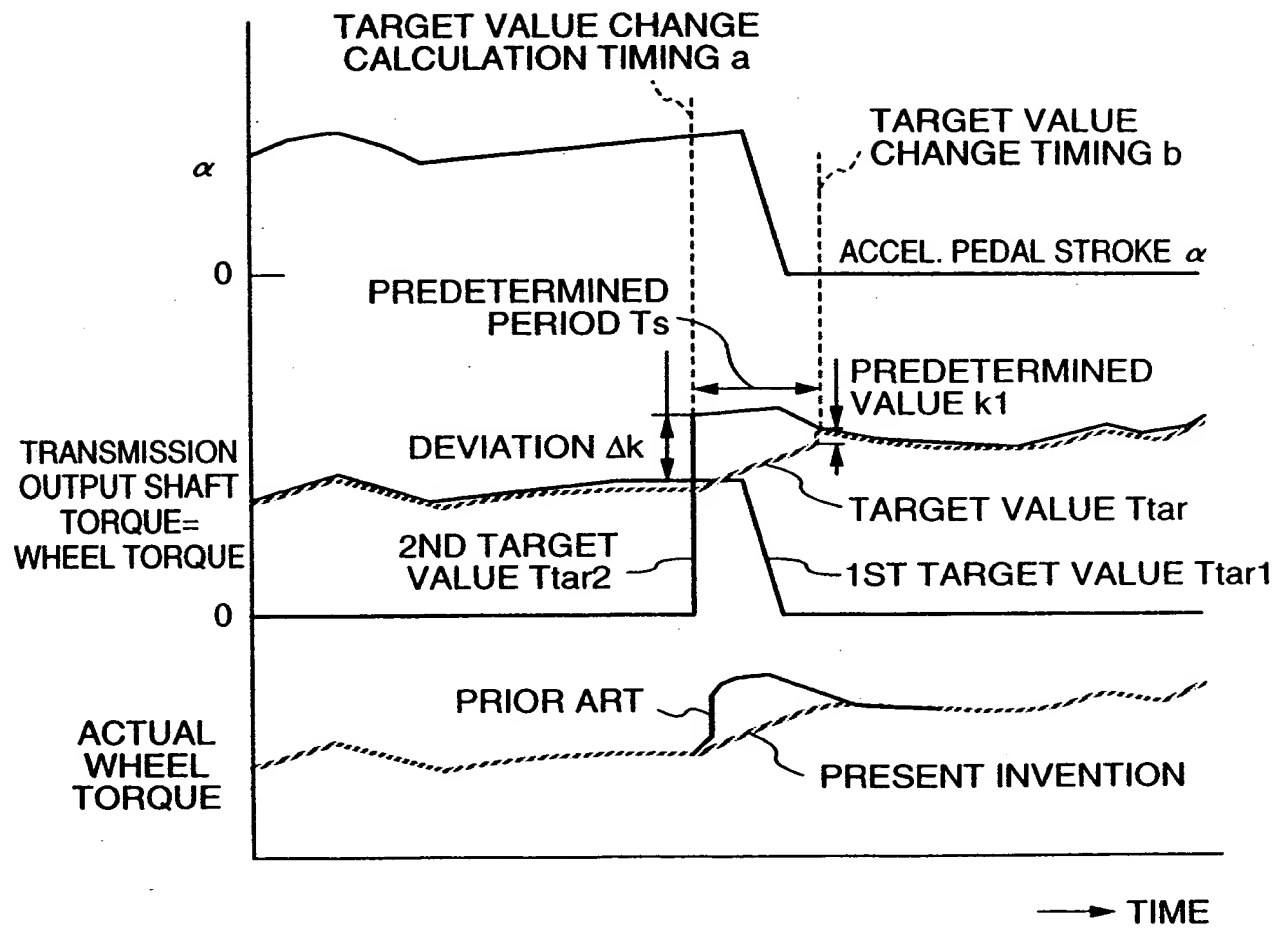 TARGET VALUE CHANGE
CALCULATION TIMING a
TARGET VALUE
CHANGE TIMING b
α
0
ACCEL. PEDAL STROKE α
PREDETERMINED
PERIOD Ts
PREDETERMINED
VALUE k1
DEVIATION Δk
TRANSMISSION
OUTPUT SHAFT
TORQUE=
WHEEL TORQUE
TARGET VALUE Ttar
2ND TARGET
VALUE Ttar2
1ST TARGET VALUE Ttar1
0
PRIOR ART
ACTUAL
WHEEL
TORQUE
PRESENT INVENTION
TIME